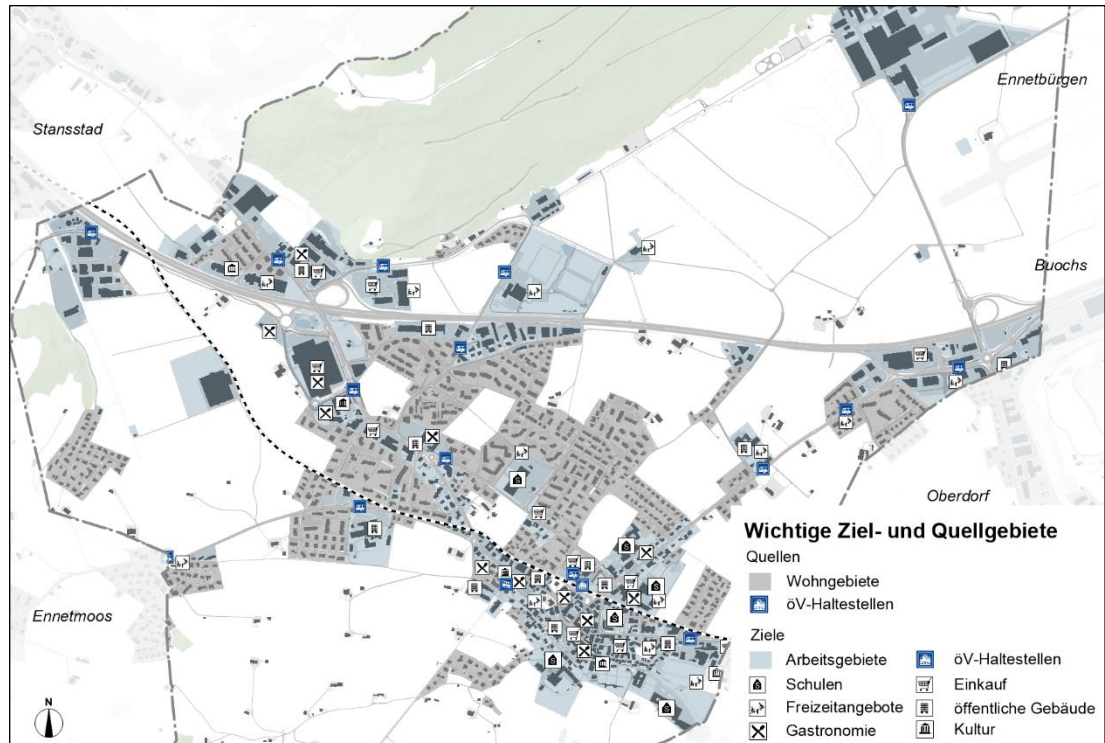 Stansstad
Ennetbürgen
Buochs
Oberdorf
Ennetmoos
N
Wichtige Ziel- und Quellgebiete
Quellen
Wohngebiete
öV-Haltestellen
Ziele
Arbeitsgebiete
Schulen
Freizeitangebote
Gastronomie
öV-Haltestellen
Einkauf
öffentliche Gebäude
Kultur